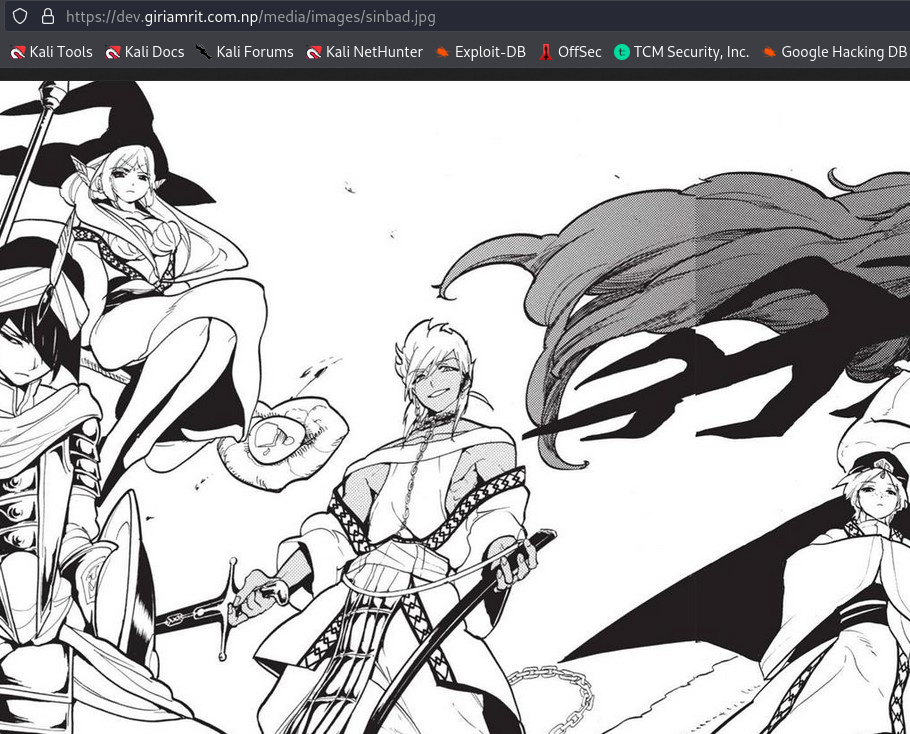 https://dev.giriamrit.com.np/media/images/sinbad.jpg
Kali Tools Kali Docs Kali Forums Kali NetHunter Exploit-DB OffSec TCM Security, Inc. Google Hacking DB